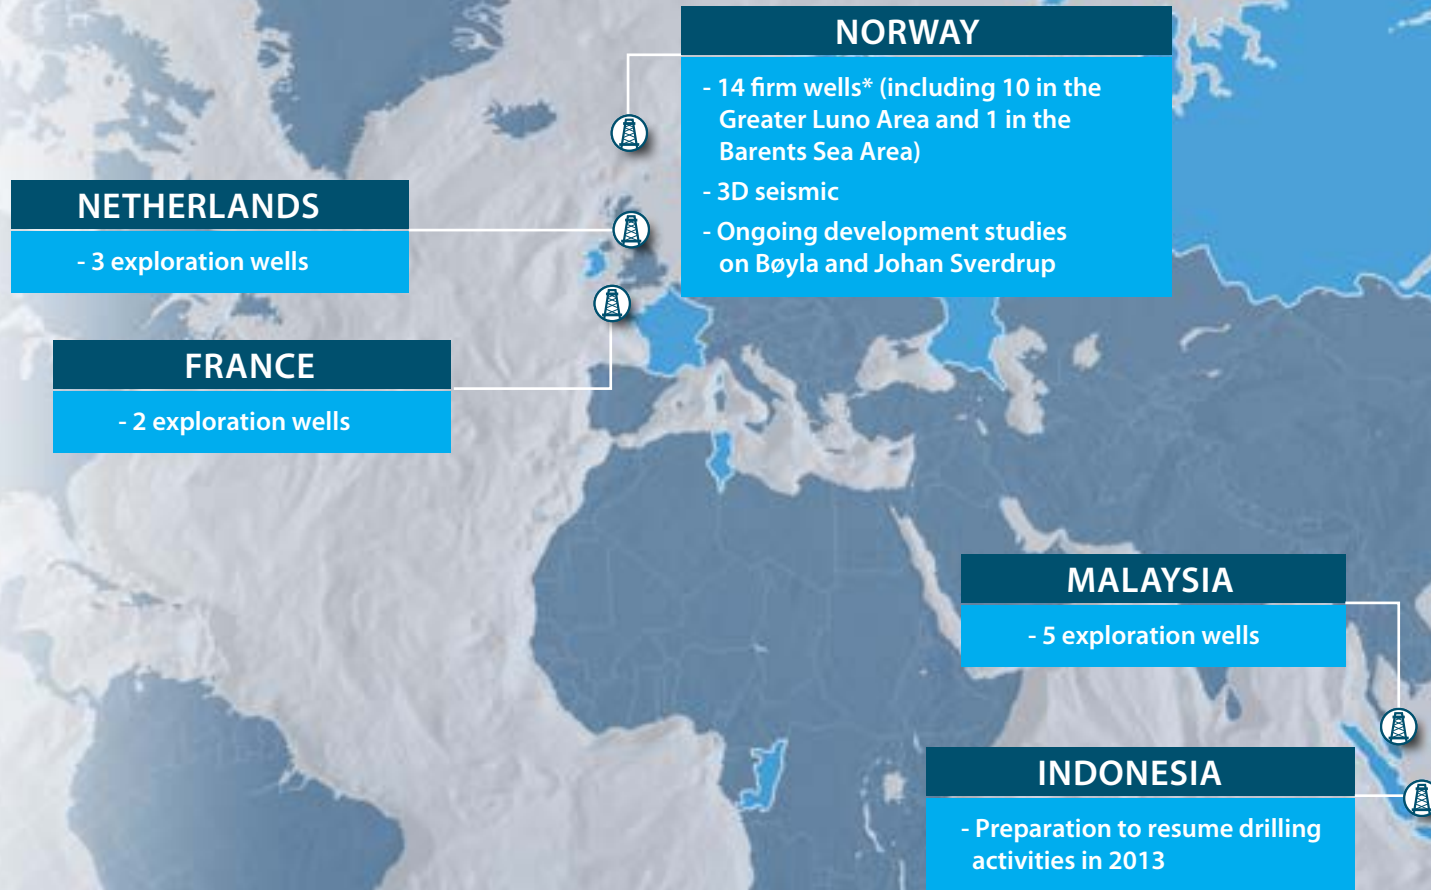 NORWAY
- 14 firm wells* (including 10 in the
Greater Luno Area and 1 in the
Barents Sea Area)
- 3D seismic
- Ongoing development studies
on Bøyla and Johan Sverdrup
NETHERLANDS
- 3 exploration wells
FRANCE
- 2 exploration wells
MALAYSIA
- 5 exploration wells
INDONESIA
- Preparation to resume drilling
activities in 2013